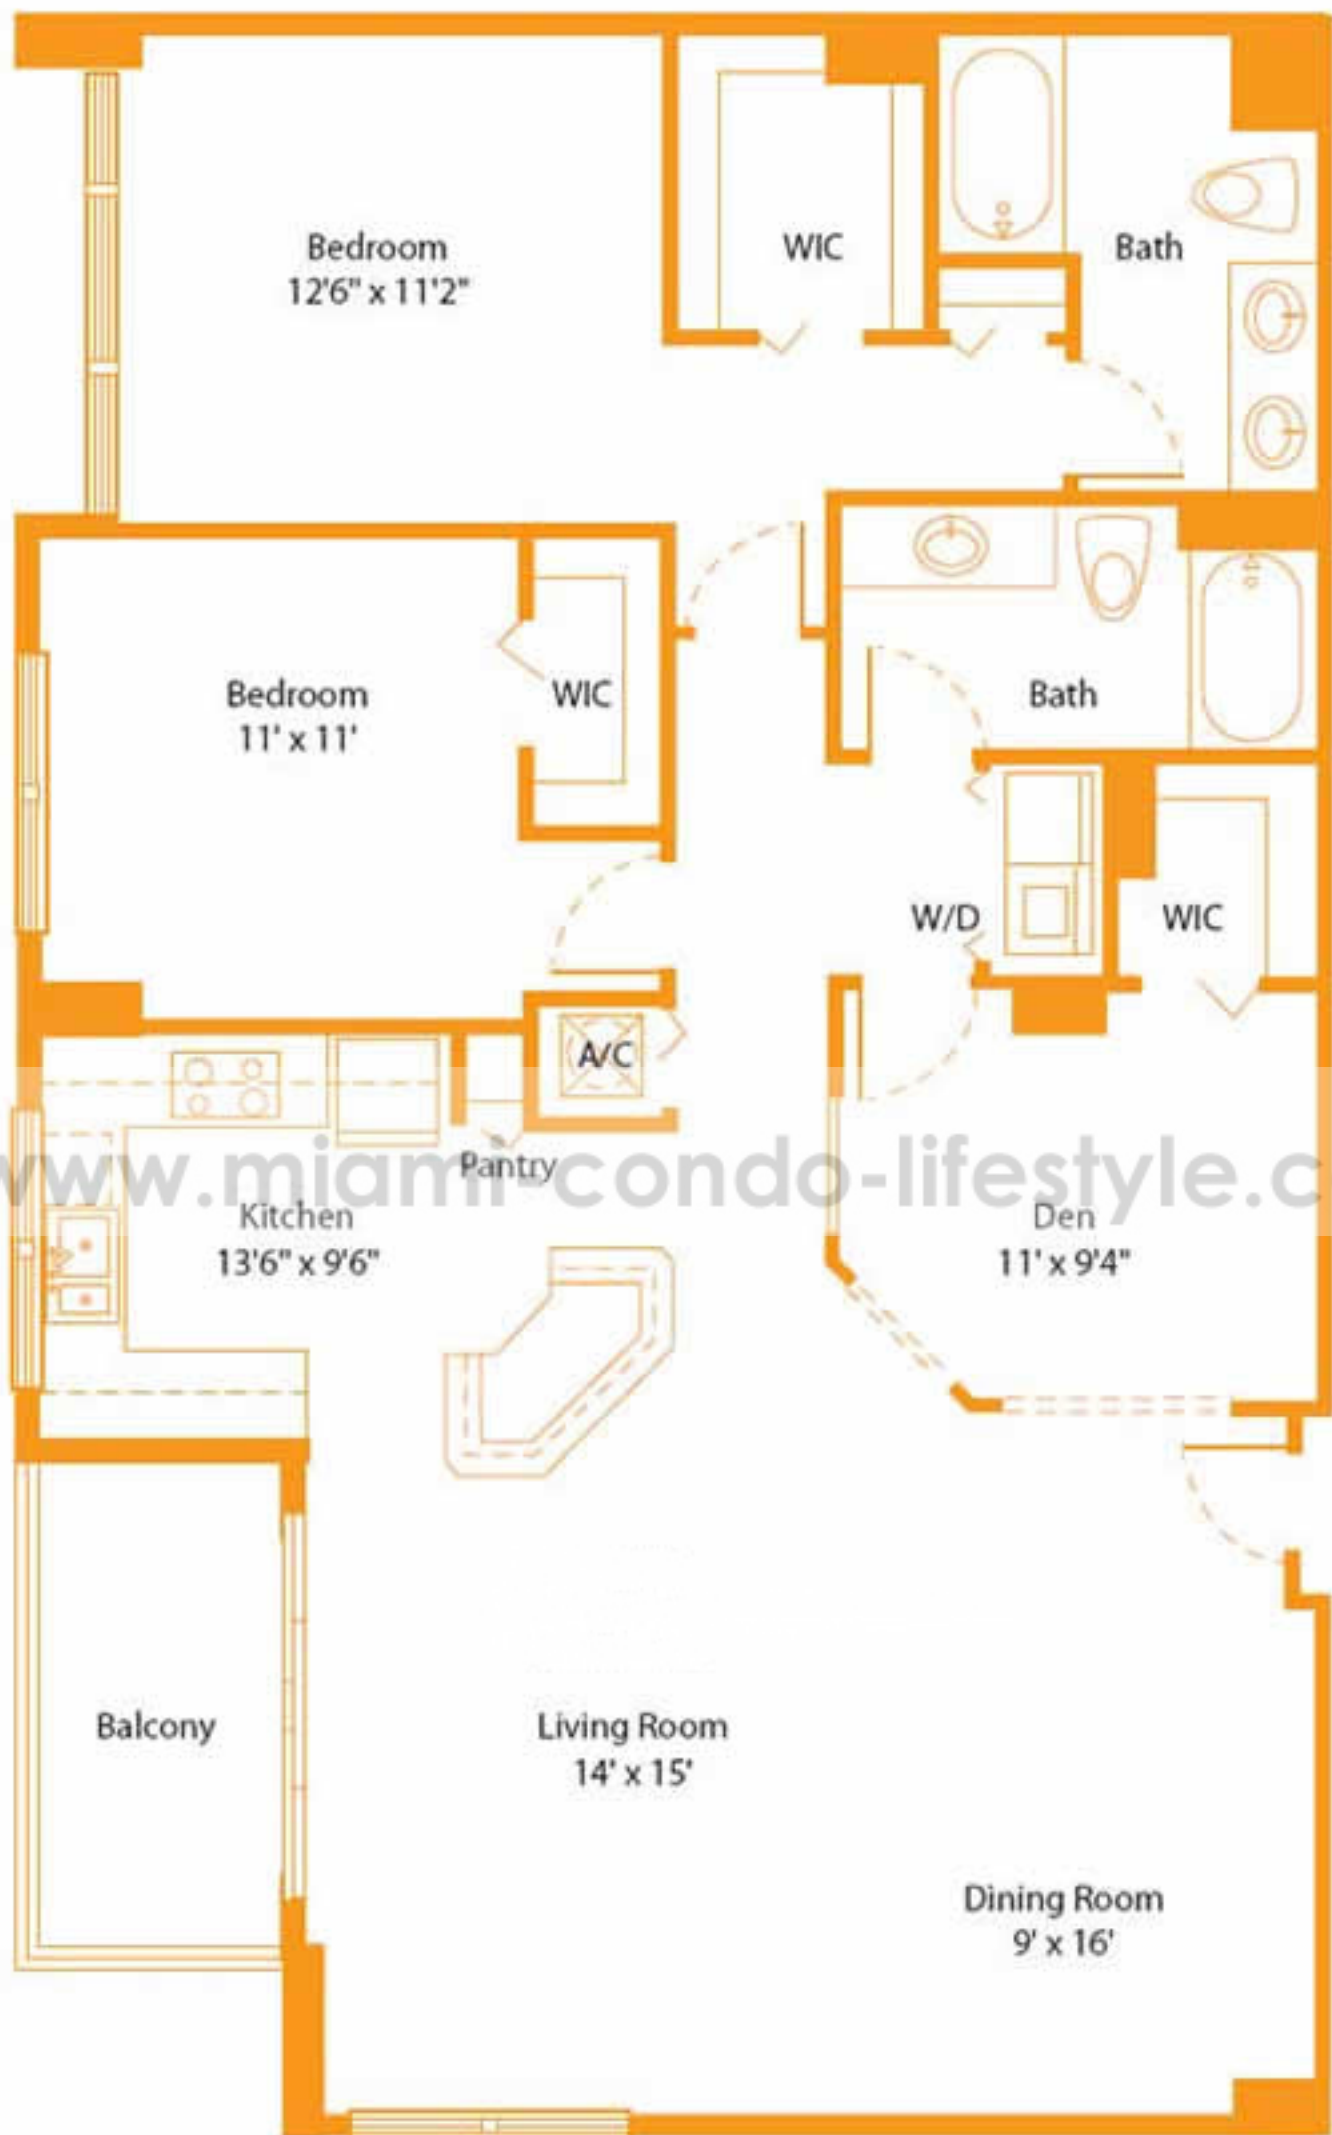 Bedroom
12'6" x 11'2"
WIC
Bath
Bedroom
11' x 11'
WIC
Bath
W/D
WIC
A/C
Pantry
www.miami-condo-lifestyle.c
Kitchen
13'6" x 9'6"
Den
11' x 9'4"
Balcony
Living Room
14' x 15'
Dining Room
9' x 16'